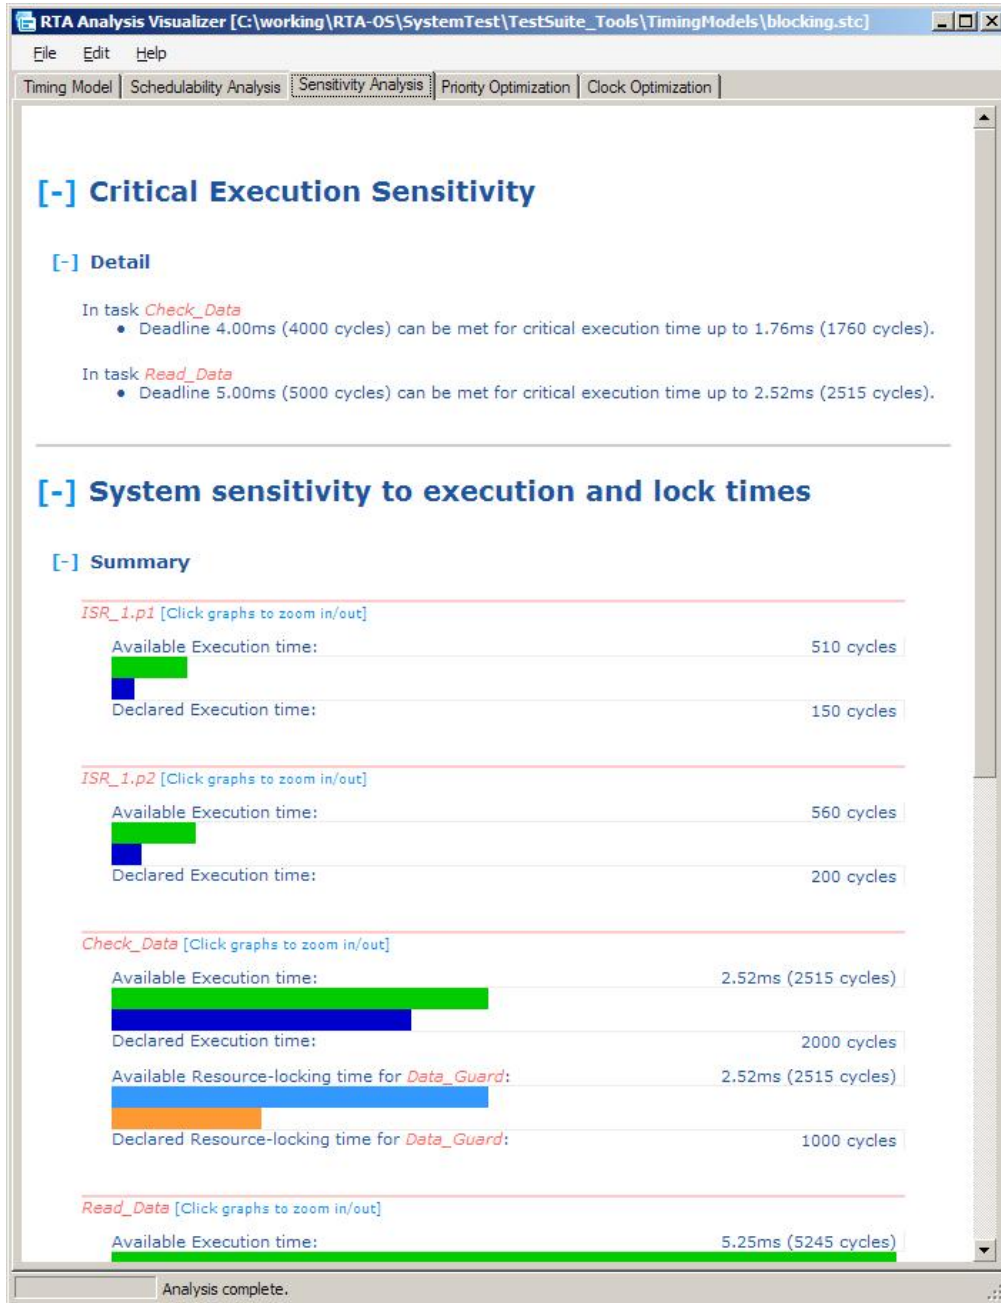 RTA Analysis Visualizer [C:\working\RTA-OS\SystemTest\TestSuite_Tools\TimingModels\blocking.stc]
File Edit Help
Timing Model Schedulability Analysis Sensitivity Analysis Priority Optimization Clock Optimization
[-] Critical Execution Sensitivity
[-] Detail
In task Check_Data
• Deadline 4.00ms (4000 cycles) can be met for critical execution time up to 1.76ms (1760 cycles).
In task Read_Data
• Deadline 5.00ms (5000 cycles) can be met for critical execution time up to 2.52ms (2515 cycles).
[-] System sensitivity to execution and lock times
[-] Summary
ISR_1.p1 [Click graphs to zoom in/out]
Available Execution time: 510 cycles
Declared Execution time: 150 cycles
ISR_1.p2 [Click graphs to zoom in/out]
Available Execution time: 560 cycles
Declared Execution time: 200 cycles
Check_Data [Click graphs to zoom in/out]
Available Execution time: 2.52ms (2515 cycles)
Declared Execution time: 2000 cycles
Available Resource-locking time for Data_Guard: 2.52ms (2515 cycles)
Declared Resource-locking time for Data_Guard: 1000 cycles
Read_Data [Click graphs to zoom in/out]
Available Execution time: 5.25ms (5245 cycles)
Analysis complete.